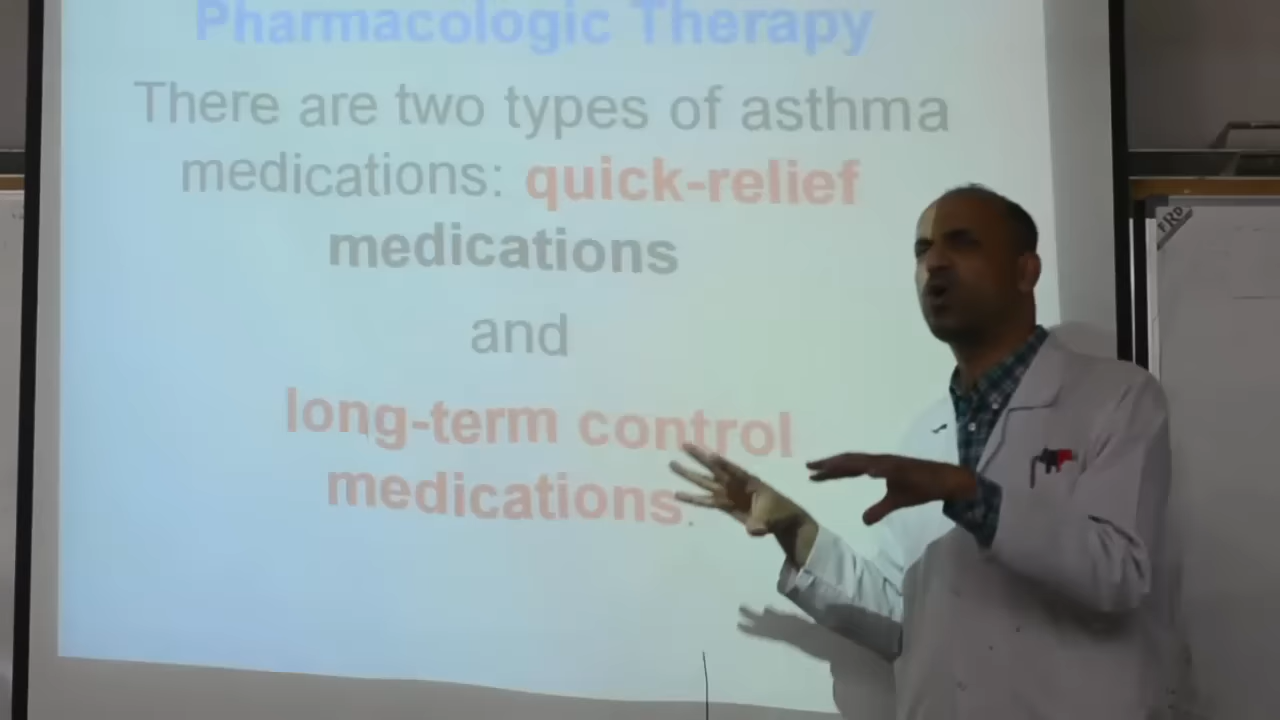 Pharmacologic Therapy
There are two types of asthma
medications: quick-relief
medications
and
long-term control
medications.